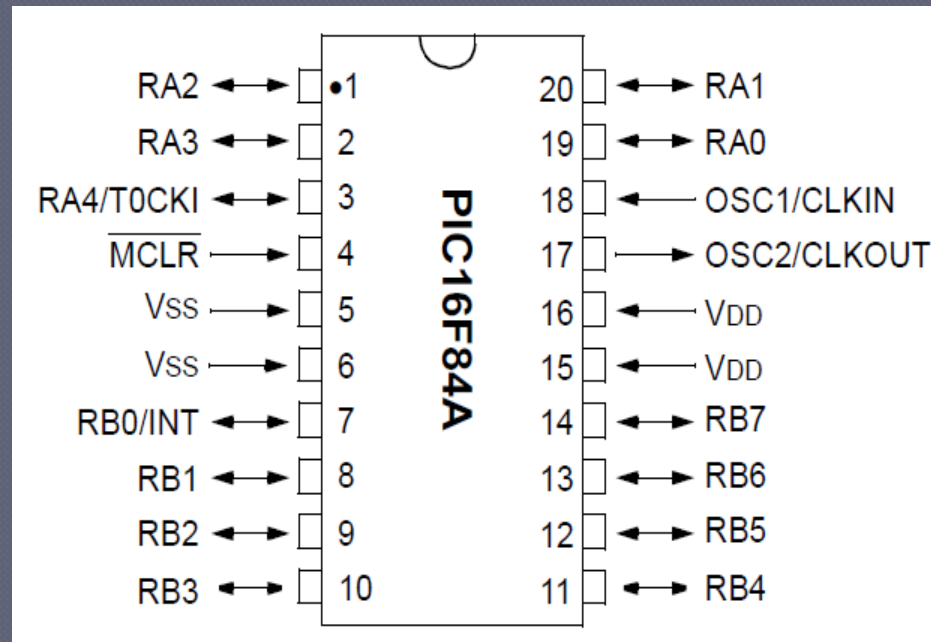 RA2 •1 20 RA1
RA3 2 19 RA0
RA4/T0CKI 3 18 OSC1/CLKIN
MCLR 4 17 OSC2/CLKOUT
VSS 5 16 VDD
VSS 6 15 VDD
RB0/INT 7 14 RB7
RB1 8 13 RB6
RB2 9 12 RB5
RB3 10 11 RB4
PIC16F84A